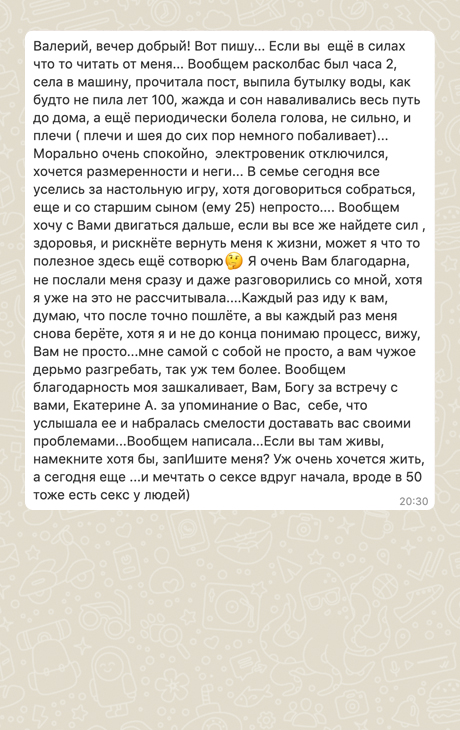 Валерий, вечер добрый! Вот пишу... Если вы ещё в силах
что то читать от меня... Вообщем расколбас был часа 2,
села в машину, прочитала пост, выпила бутылку воды, как
будто не пила лет 100, жажда и сон наваливались весь путь
до дома, а ещё периодически болела голова, не сильно, и
плечи ( плечи и шея до сих пор немного побаливает)...
Морально очень спокойно, электровеник отключился,
хочется размеренности и неги... В семье сегодня все
уселись за настольную игру, хотя договориться собраться,
еще и со старшим сыном (ему 25) непросто.... Вообщем
хочу с Вами двигаться дальше, если вы все же найдете сил ,
здоровья, и рискнёте вернуть меня к жизни, может я что то
полезное здесь ещё сотворю🤔 Я очень Вам благодарна,
не послали меня сразу и даже разговорились со мной, хотя
я уже на это не рассчитывала....Каждый раз иду к вам,
думаю, что после точно пошлёте, а вы каждый раз меня
снова берёте, хотя я и не до конца понимаю процесс, вижу,
Вам не просто...мне самой с собой не просто, а вам чужое
дерьмо разгребать, так уж тем более. Вообщем
благодарность моя зашкаливает, Вам, Богу за встречу с
вами, Екатерине А. за упоминание о Вас, себе, что
услышала ее и набралась смелости доставать вас своими
проблемами...Вообщем написала...Если вы там живы,
намекните хотя бы, запИшите меня? Уж очень хочется жить,
а сегодня еще ...и мечтать о сексе вдруг начала, вроде в 50
тоже есть секс у людей)
20:30